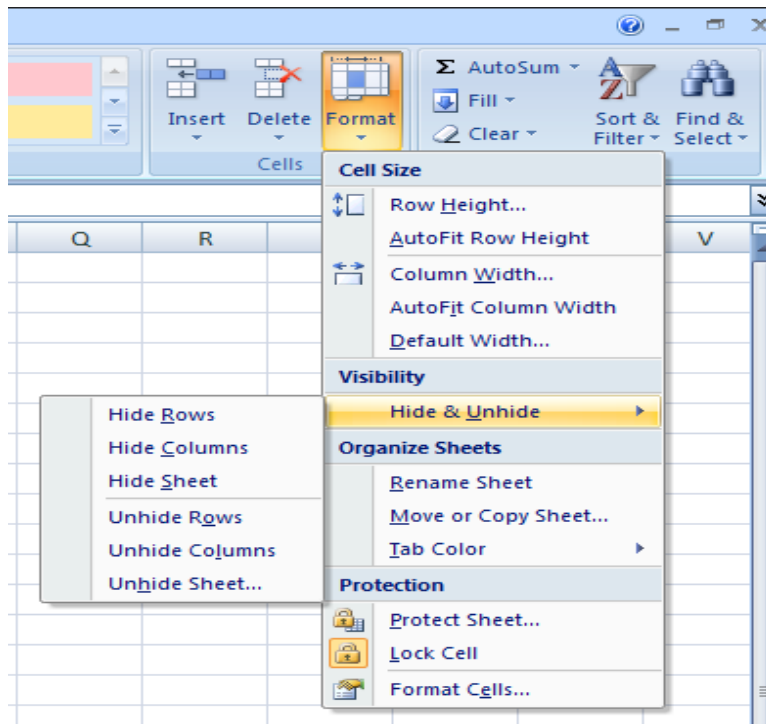 Insert Delete Format
Cells
Σ AutoSum
Fill
Clear
Sort & Filter
Find & Select
Q R V
Cell Size
Row Height...
AutoFit Row Height
Column Width...
AutoFit Column Width
Default Width...
Visibility
Hide & Unhide
Hide Rows
Hide Columns
Hide Sheet
Unhide Rows
Unhide Columns
Unhide Sheet...
Organize Sheets
Rename Sheet
Move or Copy Sheet...
Tab Color
Protection
Protect Sheet...
Lock Cell
Format Cells...